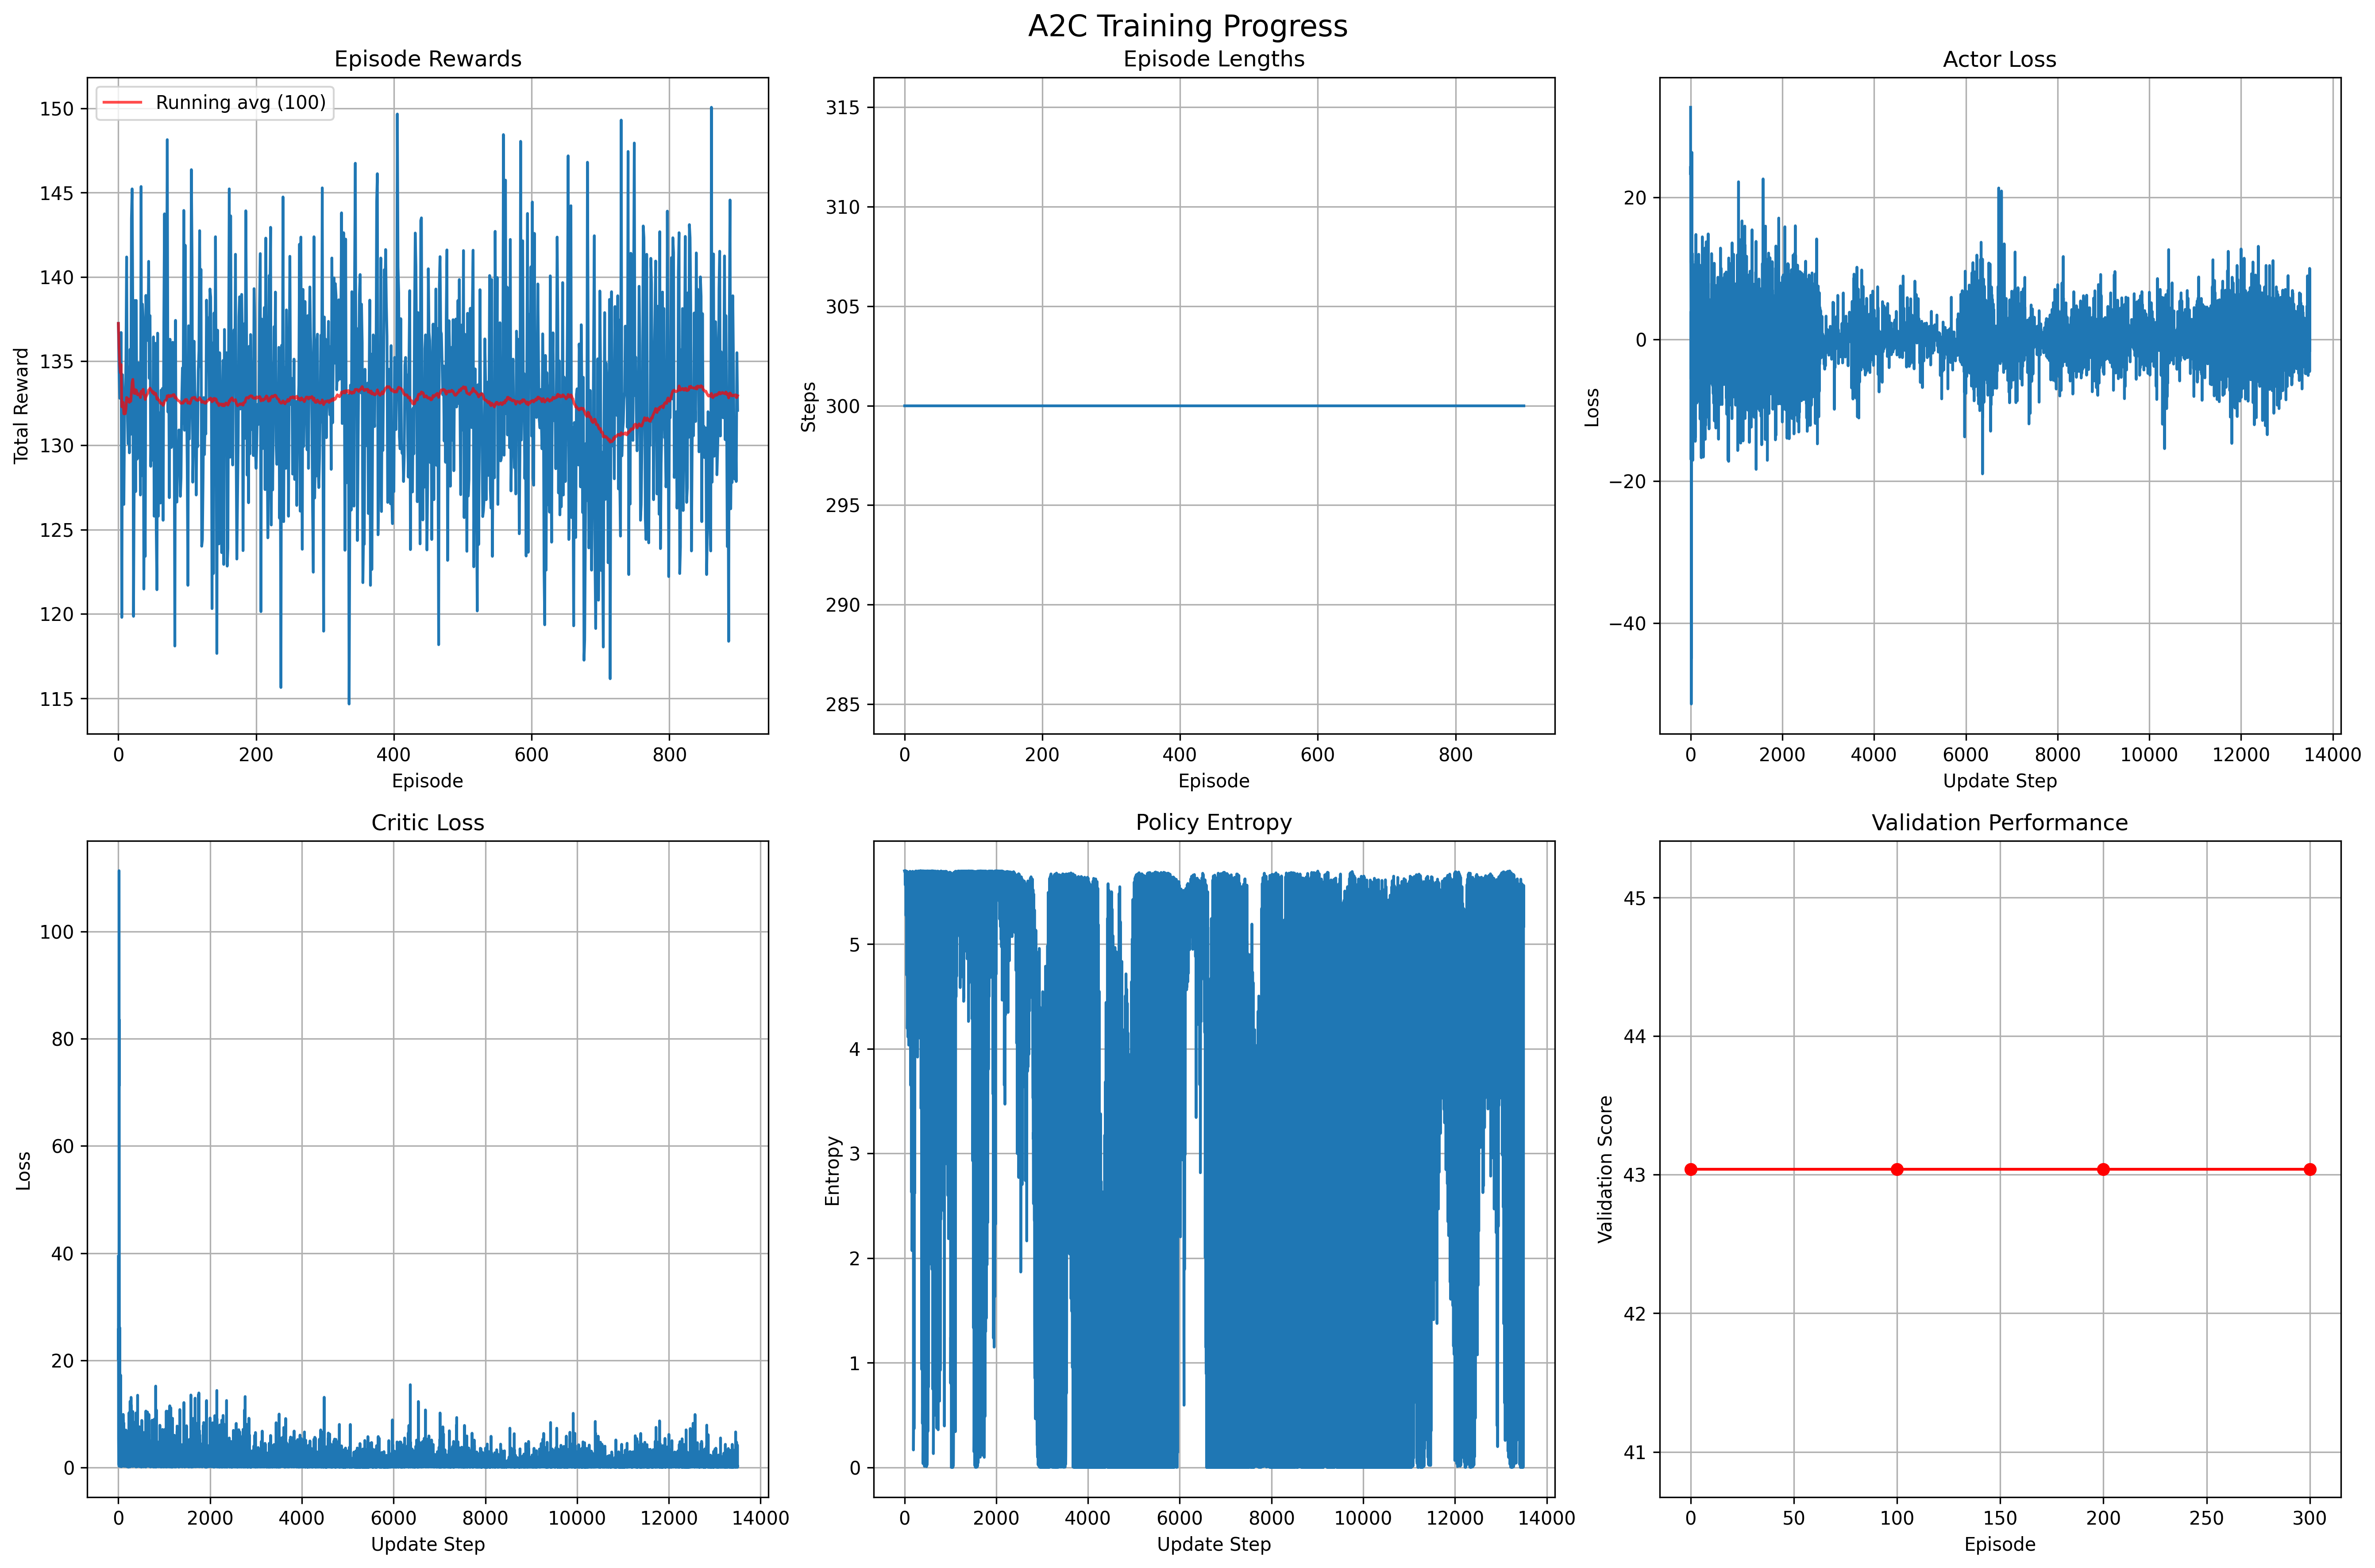 A2C Training Progress
Episode Rewards
Running avg (100)
Total Reward
150
145
140
135
130
125
120
115
0 200 400 600 800
Episode
Episode Lengths
Steps
315
310
305
300
295
290
285
0 200 400 600 800
Episode
Actor Loss
Loss
20
0
−20
−40
0 2000 4000 6000 8000 10000 12000 14000
Update Step
Critic Loss
Loss
100
80
60
40
20
0
0 2000 4000 6000 8000 10000 12000 14000
Update Step
Policy Entropy
Entropy
5
4
3
2
1
0
0 2000 4000 6000 8000 10000 12000 14000
Update Step
Validation Performance
Validation Score
45
44
43
42
41
0 50 100 150 200 250 300
Episode